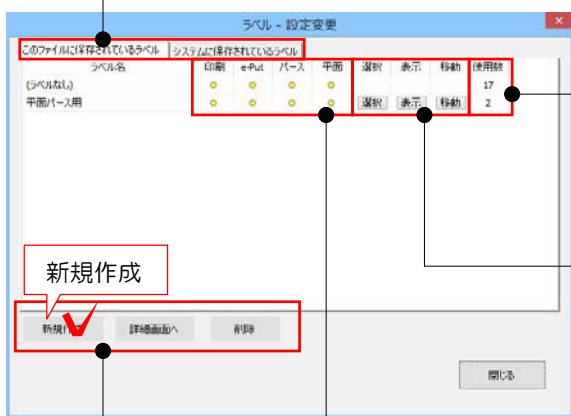 ラベル - 設定変更
このファイルに保存されているラベル システムに保存されているラベル
ラベル名 印刷 e-Put パース 平面 選択 表示 移動 使用数
(ラベルなし) 17
平面パース用 選択 表示 移動 2
新規作成
新規作 詳細画面へ 削除
閉じる